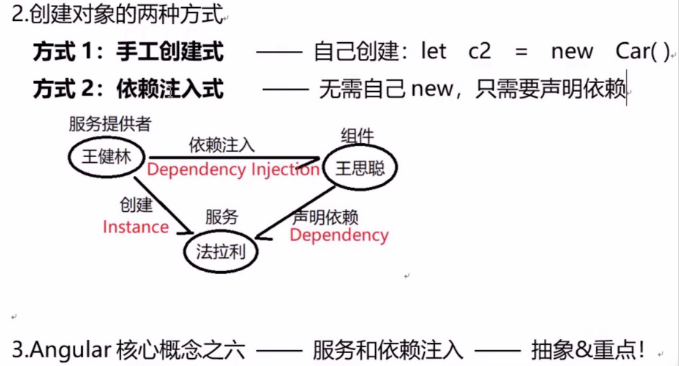 2.创建对象的两种方式
方式 1：手工创建式 —— 自己创建：let c2 = new Car( )
方式 2：依赖注入式 —— 无需自己 new，只需要声明依赖
服务提供者
王健林
依赖注入
Dependency Injection
组件
王思聪
创建
Instance
服务
法拉利
声明依赖
Dependency
3.Angular 核心概念之六 —— 服务和依赖注入 —— 抽象&重点！